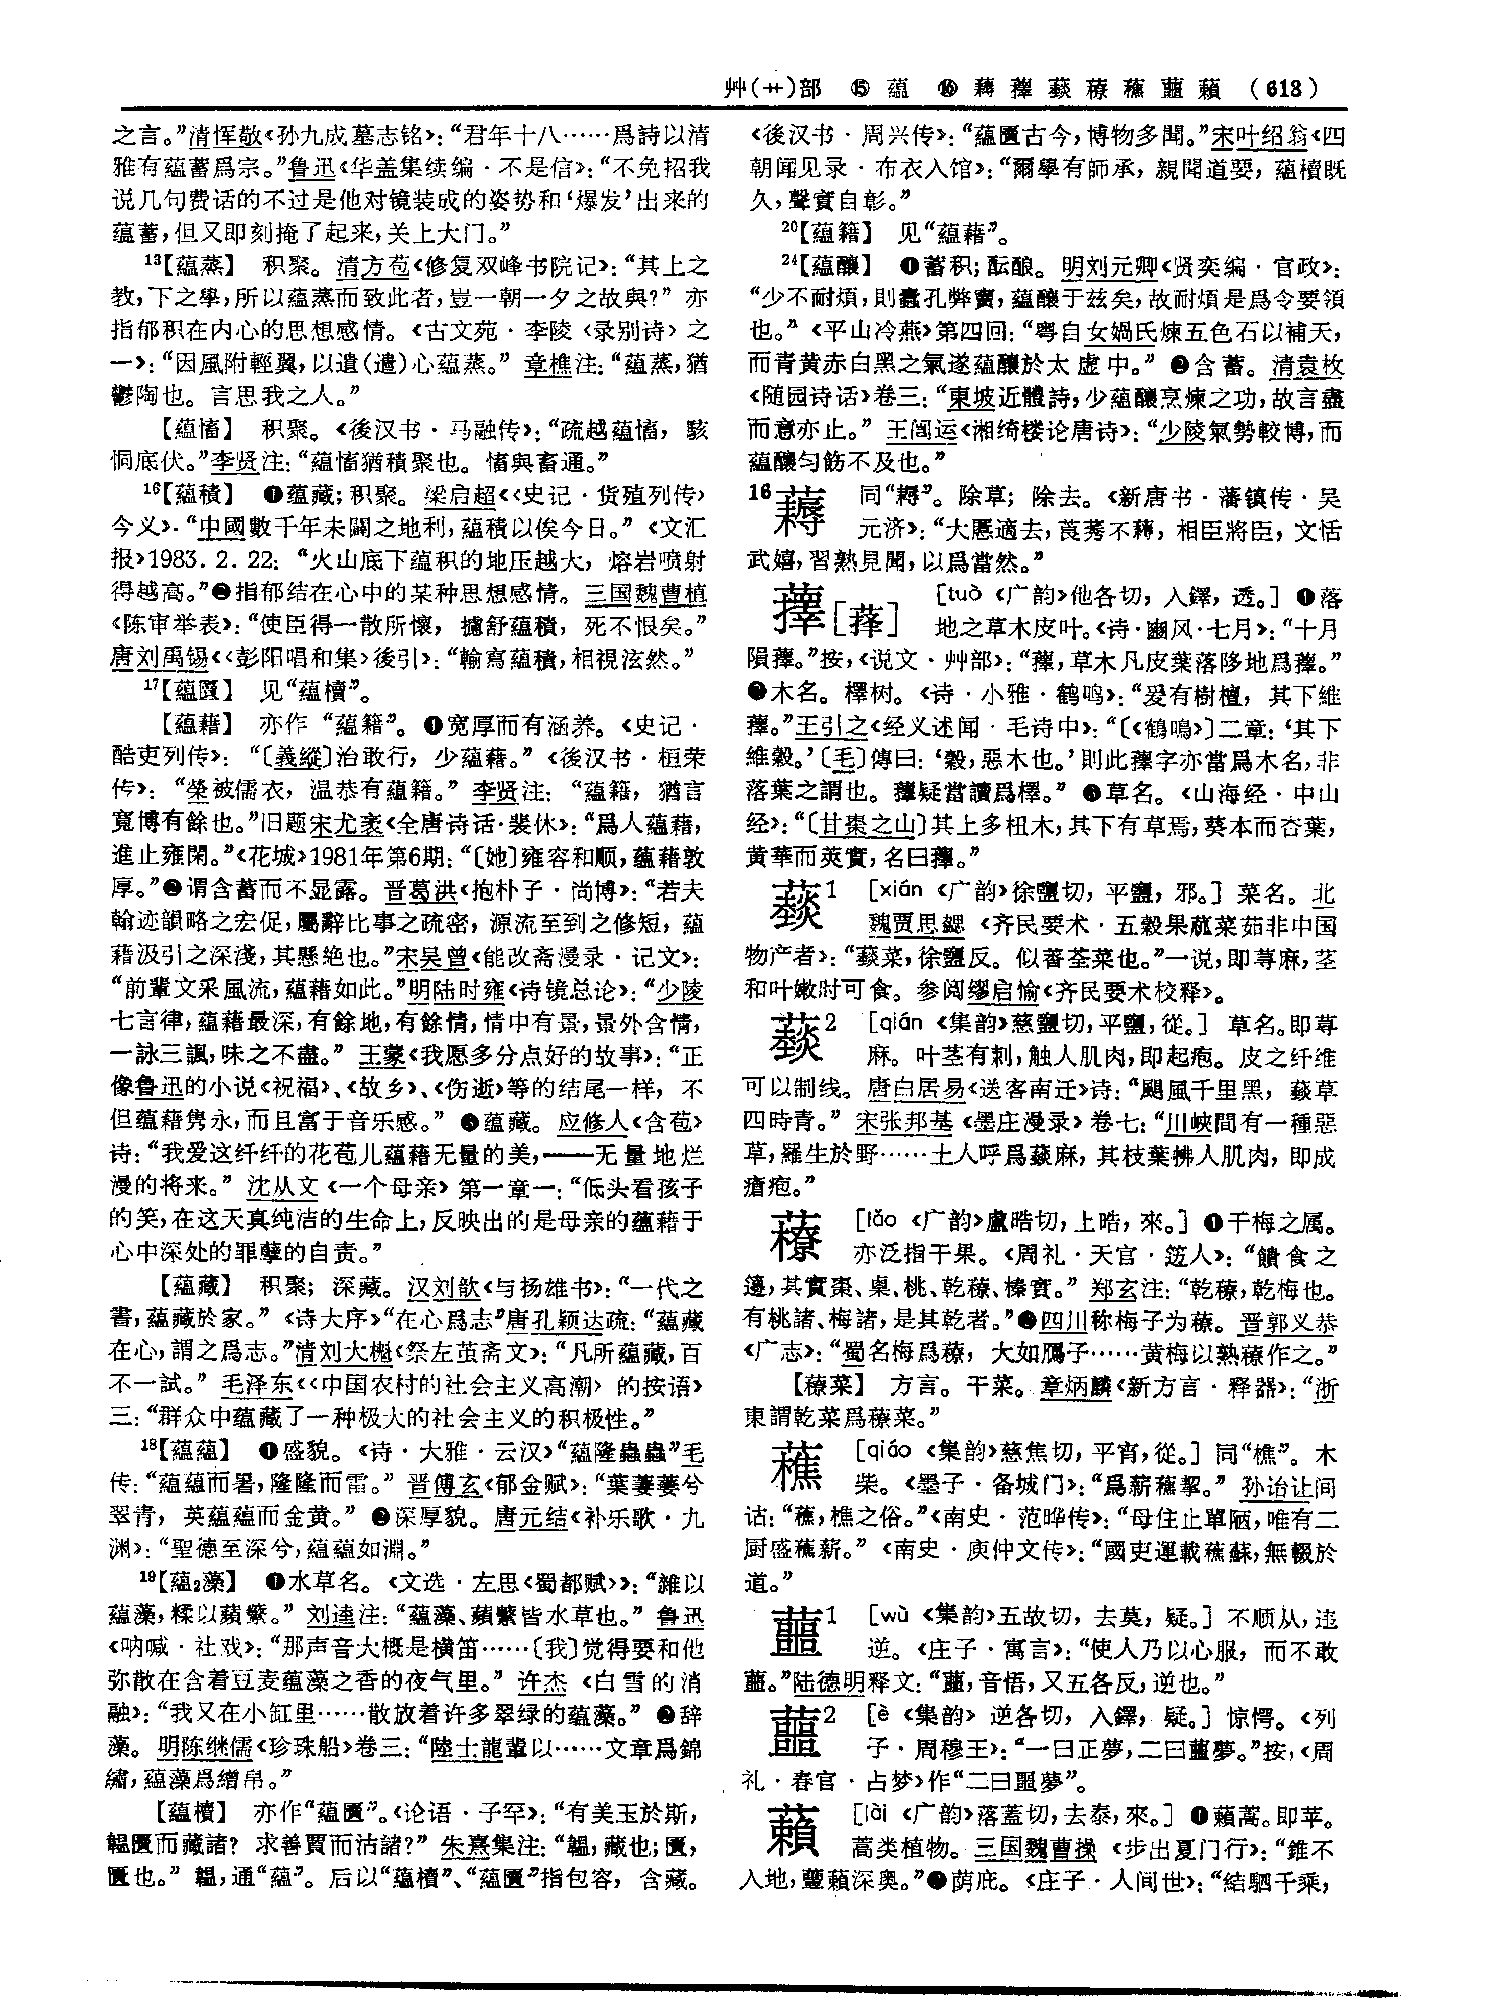 艸(艹)部 ⑮蕴 ⑯薅蘀蕁藔蕉蘁藾 (613)
之言。”清恽敬《孙九成墓志铭》：“君年十八……爲詩以清
雅有藴蓄爲宗。”鲁迅《华盖集续编·不是信》：“不免招我
说几句费话的不过是他对镜装成的姿势和‘爆发’出来的
蕴蓄，但又即刻掩了起来，关上大门。”
13【蕴蒸】 积聚。清方苞《修复双峰书院记》：“其上之
教，下之學，所以藴蒸而致此者，豈一朝一夕之故與？”亦
指郁积在内心的思想感情。《古文苑·李陵〈录别诗〉之
一》：“因風附輕翼，以遺(遣)心藴蒸。”章樵注：“藴蒸，猶
鬱陶也。言思我之人。”
【蕴慉】 积聚。《後汉书·马融传》：“疏越藴慉，駭
恫底伏。”李贤注：“藴慉猶積聚也。慉與畜通。”
16【蕴積】 ❶蕴藏；积聚。梁启超《〈史记·货殖列传〉
今义》：“中國數千年未闢之地利，藴積以俟今日。”《文汇
报》1983．2．22：“火山底下蕴积的地压越大，熔岩喷射
得越高。”❷指郁结在心中的某种思想感情。三国魏曹植
《陈审举表》：“使臣得一散所懷，攄舒藴積，死不恨矣。”
唐刘禹锡《〈彭阳唱和集〉後引》：“輸寫藴積，相視泫然。”
17【蕴匵】 见“蕴櫝”。
【蕴藉】 亦作“蕴籍”。❶宽厚而有涵养。《史记·
酷吏列传》：“〔義縱〕治敢行，少藴藉。”《後汉书·桓荣
传》：“榮被儒衣，温恭有藴籍。”李贤注：“藴籍，猶言
寬博有餘也。”旧题宋尤袤《全唐诗话·裴休》：“爲人藴藉，
進止雍閑。”《花城》1981年第6期：“〔她〕雍容和顺，蕴藉敦
厚。”❷谓含蓄而不显露。晋葛洪《抱朴子·尚博》：“若夫
翰迹韻略之宏促，屬辭比事之疏密，源流至到之修短，藴
藉汲引之深淺，其懸絶也。”宋吴曾《能改斋漫录·记文》：
“前輩文采風流，藴藉如此。”明陆时雍《诗镜总论》：“少陵
七言律，藴藉最深，有餘地，有餘情，情中有景，景外含情，
一詠三諷，味之不盡。”王蒙《我愿多分点好的故事》：“正
像鲁迅的小说《祝福》、《故乡》、《伤逝》等的结尾一样，不
但蕴藉隽永，而且富于音乐感。”❸蕴藏。应修人《含苞》
诗：“我爱这纤纤的花苞儿蕴藉无量的美，——无量地烂
漫的将来。”沈从文《一个母亲》第一章一：“低头看孩子
的笑，在这天真纯洁的生命上，反映出的是母亲的蕴藉于
心中深处的罪孽的自责。”
【蕴藏】 积聚；深藏。汉刘歆《与扬雄书》：“一代之
書，藴藏於家。”《诗大序》“在心爲志”唐孔颖达疏：“藴藏
在心，謂之爲志。”清刘大櫆《祭左茧斋文》：“凡所藴藏，百
不一試。”毛泽东《〈中国农村的社会主义高潮〉的按语》
三：“群众中蕴藏了一种极大的社会主义的积极性。”
18【蕴蕴】 ❶盛貌。《诗·大雅·云汉》“藴隆蟲蟲”毛
传：“藴藴而暑，隆隆而雷。”晋傅玄《郁金赋》：“葉萋萋兮
翠青，英藴藴而金黄。”❷深厚貌。唐元结《补乐歌·九
渊》：“聖德至深兮，藴藴如淵。”
19【蕴2藻】 ❶水草名。《文选·左思〈蜀都赋〉》：“雜以
藴藻，糅以蘋蘩。”刘逵注：“藴藻、蘋蘩皆水草也。”鲁迅
《呐喊·社戏》：“那声音大概是横笛……〔我〕觉得要和他
弥散在含着豆麦蕴藻之香的夜气里。”许杰《白雪的消
融》：“我又在小缸里……散放着许多翠绿的蕴藻。”❷辞
藻。明陈继儒《珍珠船》卷三：“陸士龍輩以……文章爲錦
繡，藴藻爲繒帛。”
【蕴櫝】 亦作“蕴匵”。《论语·子罕》：“有美玉於斯，
韞匵而藏諸？求善賈而沽諸？”朱熹集注：“韞，藏也；匵，
匱也。”韞，通“蕴”。后以“蕴櫝”、“蕴匵”指包容，含藏。
《後汉书·周兴传》：“藴匵古今，博物多聞。”宋叶绍翁《四
朝闻见录·布衣入馆》：“爾學有師承，親聞道要，藴櫝既
久，聲實自彰。”
20【蕴籍】 见“蕴藉”。
24【蕴釀】 ❶蓄积；酝酿。明刘元卿《贤奕编·官政》：
“少不耐煩，則蠹孔弊竇，藴釀于兹矣，故耐煩是爲令要領
也。”《平山冷燕》第四回：“粤自女媧氏煉五色石以補天，
而青黄赤白黑之氣遂藴釀於太虚中。”❷含蓄。清袁枚
《随园诗话》卷三：“東坡近體詩，少藴釀烹煉之功，故言盡
而意亦止。”王闿运《湘绮楼论唐诗》：“少陵氣勢較博，而
藴釀匀飭不及也。”
16薅 同“耨”。除草；除去。《新唐书·藩镇传·吴
元济》：“大慝適去，莨莠不薅，相臣將臣，文恬
武嬉，習熟見聞，以爲當然。”
蘀[萚] [tuò《广韵》他各切，入鐸，透。] ❶落
地之草木皮叶。《诗·豳风·七月》：“十月
隕蘀。”按，《说文·艸部》：“蘀，草木凡皮葉落陊地爲蘀。”
❷木名。檡树。《诗·小雅·鹤鸣》：“爰有樹檀，其下維
蘀。”王引之《经义述闻·毛诗中》：“〔《鹤鳴》〕二章：‘其下
維榖。’〔毛〕傳曰：‘榖，惡木也。’則此蘀字亦當爲木名，非
落葉之謂也。蘀疑當讀爲檡。”❸草名。《山海经·中山
经》：“〔甘棗之山〕其上多杻木，其下有草焉，葵本而杏葉，
黄華而莢實，名曰蘀。”
1 [xián《广韵》徐鹽切，平鹽，邪。] 菜名。北
魏贾思勰《齐民要术·五穀果蓏菜茹非中国
物产者》：“菜，徐鹽反。似薔荃菜也。”一说，即荨麻，茎
和叶嫩时可食。参阅缪启愉《齐民要术校释》。
2 [qián《集韵》慈鹽切，平鹽，從。] 草名。即荨
麻。叶茎有刺，触人肌肉，即起疱。皮之纤维
可以制线。唐白居易《送客南迁》诗：“颶風千里黑，草
四時青。”宋张邦基《墨庄漫录》卷七：“川峽間有一種惡
草，羅生於野……土人呼爲麻，其枝葉拂人肌肉，即成
瘡疱。”
藔 [lǎo《广韵》盧晧切，上晧，來。] ❶干梅之属。
亦泛指干果。《周礼·天官·笾人》：“饋食之
籩，其實棗、㮚、桃、乾藔、榛實。”郑玄注：“乾藔，乾梅也。
有桃諸、梅諸，是其乾者。”❷四川称梅子为藔。晋郭义恭
《广志》：“蜀名梅爲藔，大如鴈子……黄梅以熟藔作之。”
【藔菜】 方言。干菜。章炳麟《新方言·释器》：“浙
東謂乾菜爲藔菜。”
藮 [qiáo《集韵》慈焦切，平宵，從。] 同“樵”。木
柴。《墨子·备城门》：“爲薪藮挈。”孙诒让间
诂：“藮，樵之俗。”《南史·范晔传》：“母住止單陋，唯有二
厨盛藮薪。”《南史·庾仲文传》：“國吏運載藮蘇，無輟於
道。”
蘁1 [wù《集韵》五故切，去莫，疑。] 不顺从，违
逆。《庄子·寓言》：“使人乃以心服，而不敢
蘁。”陆德明释文：“蘁，音悟，又五各反，逆也。”
蘁2 [è《集韵》逆各切，入鐸，疑。] 惊愕。《列
子·周穆王》：“一曰正夢，二曰蘁夢。”按，《周
礼·春官·占梦》作“二曰噩夢”。
藾 [lài《广韵》落蓋切，去泰，來。] ❶藾蒿。即苹。
蒿类植物。三国魏曹操《步出夏门行》：“錐不
入地，蘴藾深奥。”❷荫庇。《庄子·人间世》：“結駟千乘，